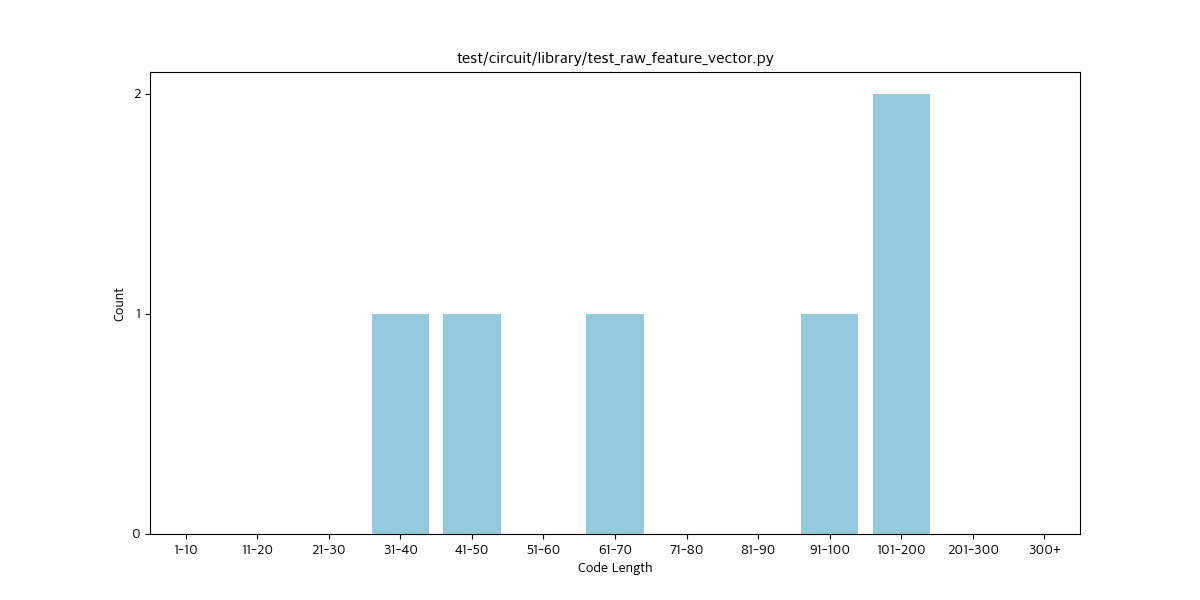 test/circuit/library/test_raw_feature_vector.py
2
1
0
Count
1-10 11-20 21-30 31-40 41-50 51-60 61-70 71-80 81-90 91-100 101-200 201-300 300+
Code Length